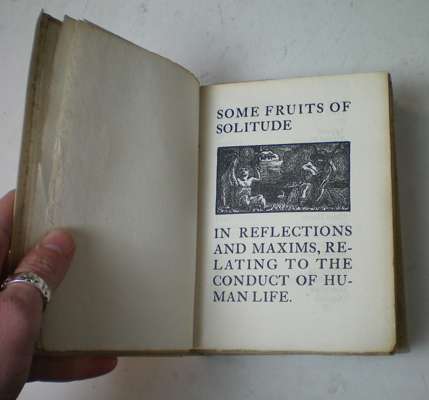 SOME FRUITS OF
SOLITUDE
IN REFLECTIONS
AND MAXIMS, RE-
LATING TO THE
CONDUCT OF HU-
MAN LIFE.